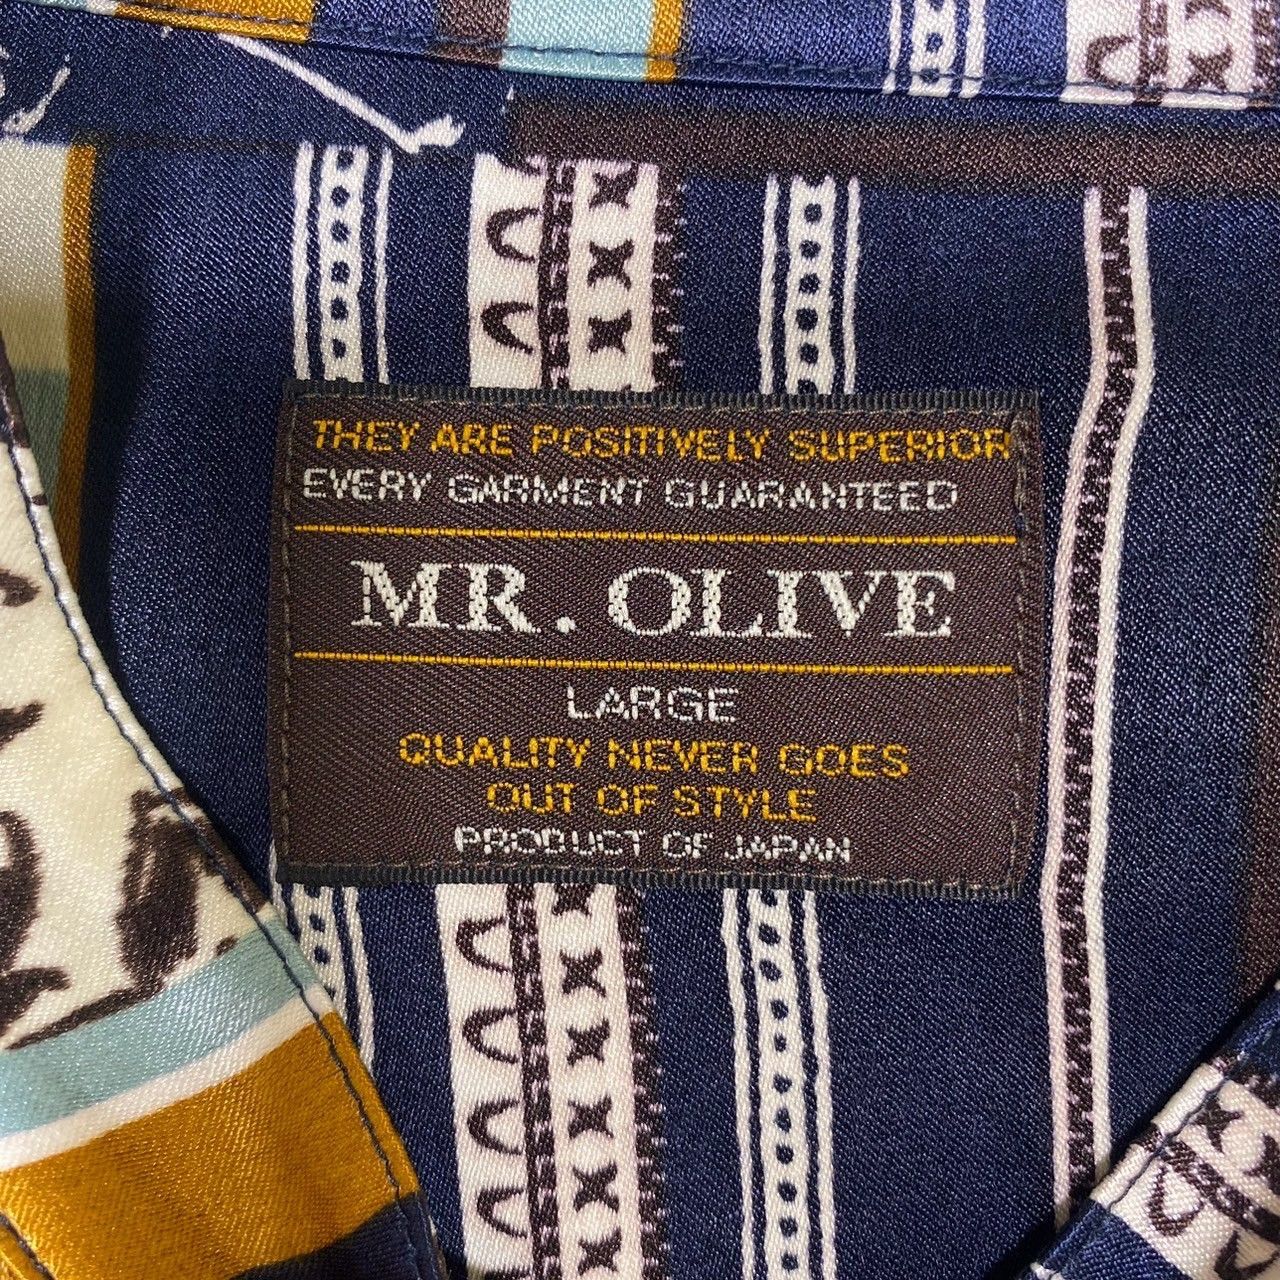 THEY ARE POSITIVELY SUPERIOR
EVERY GARMENT GUARANTEED
MR. OLIVE
LARGE
QUALITY NEVER GOES
OUT OF STYLE
PRODUCT OF JAPAN